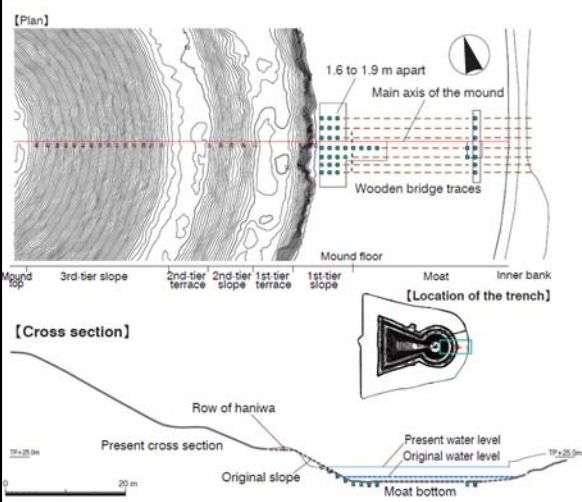 【Plan】
1.6 to 1.9 m apart
Main axis of the mound
Wooden bridge traces
Mound floor
Mound top
3rd-tier slope
2nd-tier terrace
2nd-tier slope
1st-tier terrace
1st-tier slope
Moat
Inner bank
【Location of the trench】
【Cross section】
Row of haniwa
Present cross section
Present water level
Original water level
TP+25.0m
TP+25.0m
Original slope
0
20 m
Moat bottom